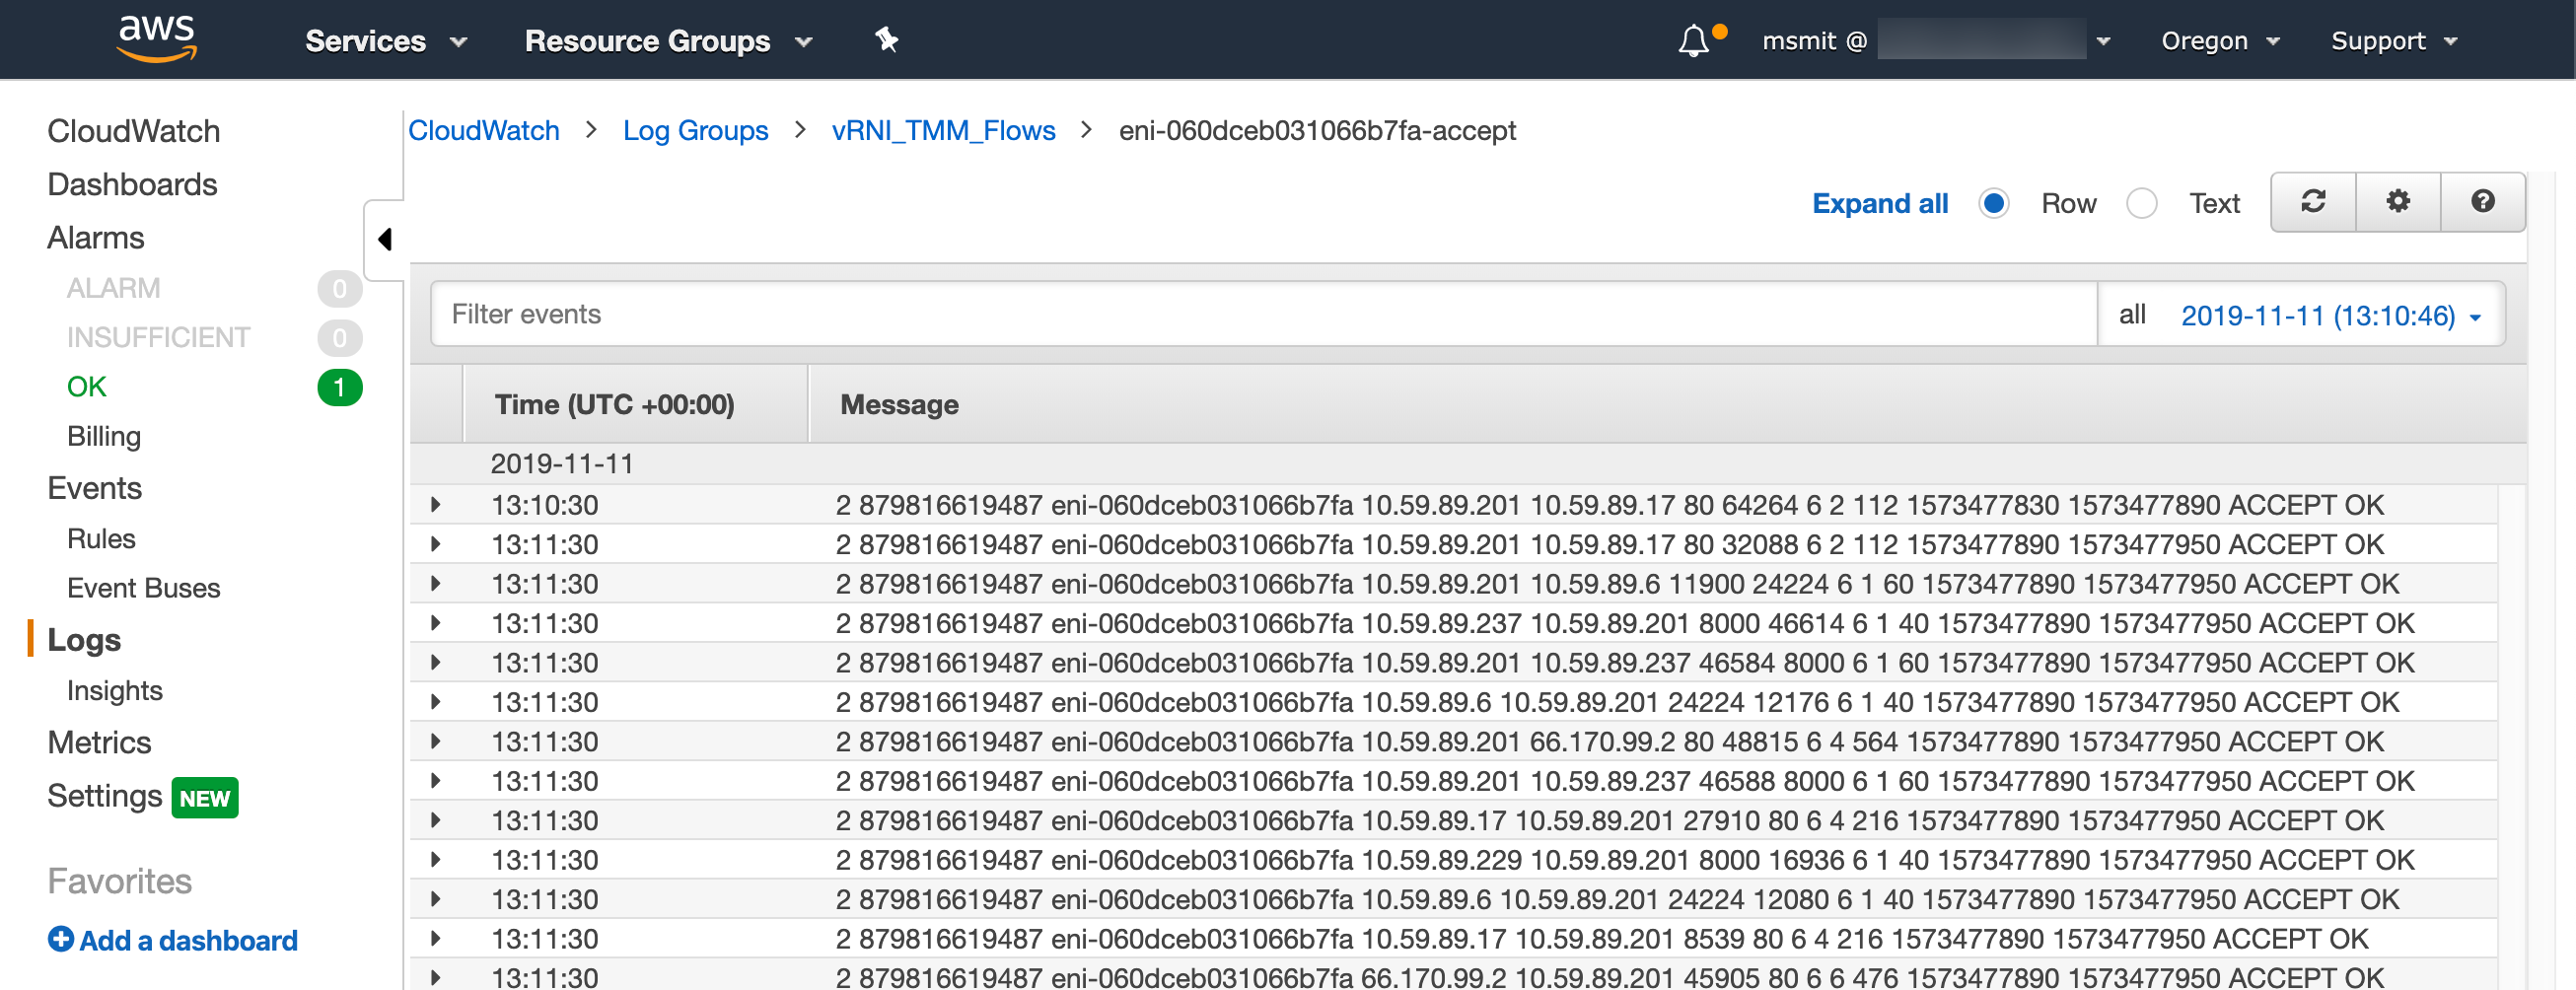 aws Services Resource Groups msmit @ Oregon Support
CloudWatch
Dashboards
Alarms
ALARM 0
INSUFFICIENT 0
OK 1
Billing
Events
Rules
Event Buses
Logs
Insights
Metrics
Settings NEW
Favorites
Add a dashboard
CloudWatch > Log Groups > vRNI_TMM_Flows > eni-060dceb031066b7fa-accept
Expand all Row Text
Filter events all 2019-11-11 (13:10:46)
Time (UTC +00:00) Message
2019-11-11
13:10:30 2 879816619487 eni-060dceb031066b7fa 10.59.89.201 10.59.89.17 80 64264 6 2 112 1573477830 1573477890 ACCEPT OK
13:11:30 2 879816619487 eni-060dceb031066b7fa 10.59.89.201 10.59.89.17 80 32088 6 2 112 1573477890 1573477950 ACCEPT OK
13:11:30 2 879816619487 eni-060dceb031066b7fa 10.59.89.201 10.59.89.6 11900 24224 6 1 60 1573477890 1573477950 ACCEPT OK
13:11:30 2 879816619487 eni-060dceb031066b7fa 10.59.89.237 10.59.89.201 8000 46614 6 1 40 1573477890 1573477950 ACCEPT OK
13:11:30 2 879816619487 eni-060dceb031066b7fa 10.59.89.201 10.59.89.237 46584 8000 6 1 60 1573477890 1573477950 ACCEPT OK
13:11:30 2 879816619487 eni-060dceb031066b7fa 10.59.89.6 10.59.89.201 24224 12176 6 1 40 1573477890 1573477950 ACCEPT OK
13:11:30 2 879816619487 eni-060dceb031066b7fa 10.59.89.201 66.170.99.2 80 48815 6 4 564 1573477890 1573477950 ACCEPT OK
13:11:30 2 879816619487 eni-060dceb031066b7fa 10.59.89.201 10.59.89.237 46588 8000 6 1 60 1573477890 1573477950 ACCEPT OK
13:11:30 2 879816619487 eni-060dceb031066b7fa 10.59.89.17 10.59.89.201 27910 80 6 4 216 1573477890 1573477950 ACCEPT OK
13:11:30 2 879816619487 eni-060dceb031066b7fa 10.59.89.229 10.59.89.201 8000 16936 6 1 40 1573477890 1573477950 ACCEPT OK
13:11:30 2 879816619487 eni-060dceb031066b7fa 10.59.89.6 10.59.89.201 24224 12080 6 1 40 1573477890 1573477950 ACCEPT OK
13:11:30 2 879816619487 eni-060dceb031066b7fa 10.59.89.17 10.59.89.201 8539 80 6 4 216 1573477890 1573477950 ACCEPT OK
13:11:30 2 879816619487 eni-060dceb031066b7fa 66.170.99.2 10.59.89.201 45905 80 6 6 476 1573477890 1573477950 ACCEPT OK